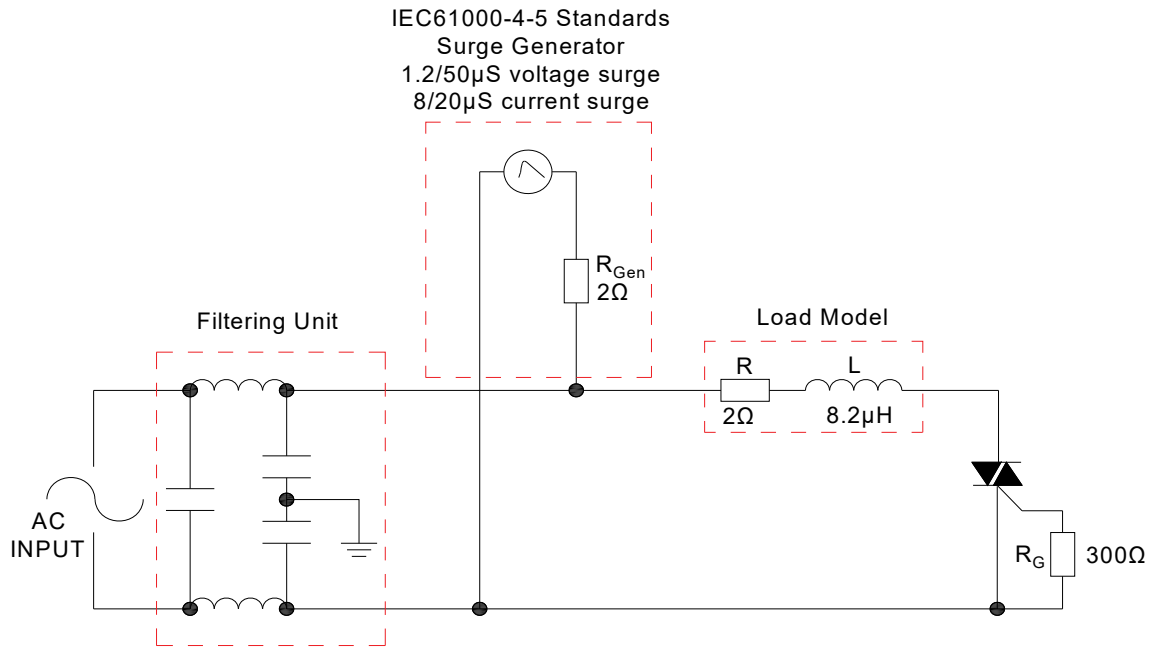 IEC61000-4-5 Standards
Surge Generator
1.2/50µS voltage surge
8/20µS current surge
R_Gen
2Ω
Filtering Unit
Load Model
R
L
2Ω
8.2µH
AC
INPUT
R_G
300Ω